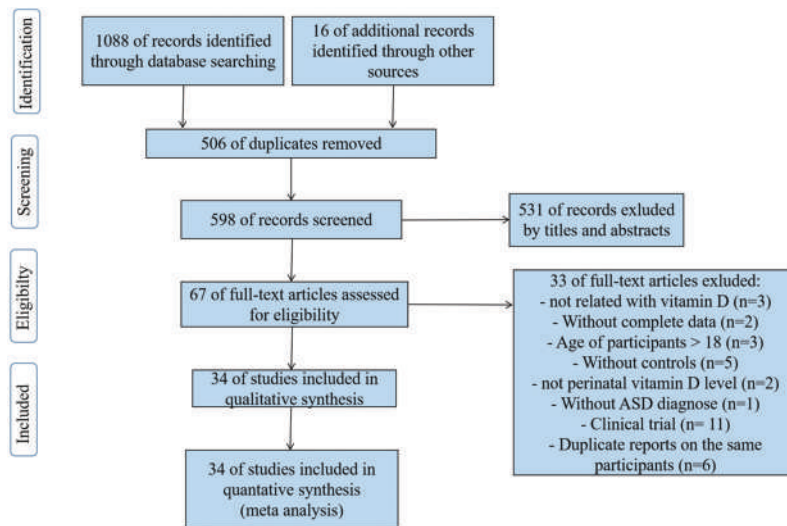 Identification
1088 of records identified
through database searching
16 of additional records
identified through other
sources
506 of duplicates removed
Screening
598 of records screened
531 of records exluded
by titles and abstracts
Eligibilty
67 of full-text articles assessed
for eligibility
33 of full-text articles exluded:
- not related with vitamin D (n=3)
- Without complete data (n=2)
- Age of participants > 18 (n=3)
- Without controls (n=5)
- not perinatal vitamin D level (n=2)
- Without ASD diagnose (n=1)
- Clinical trial (n= 11)
- Duplicate reports on the same
participants (n=6)
Included
34 of studies included in
qualitative synthesis
34 of studies included in
quantative synthesis
(meta analysis)